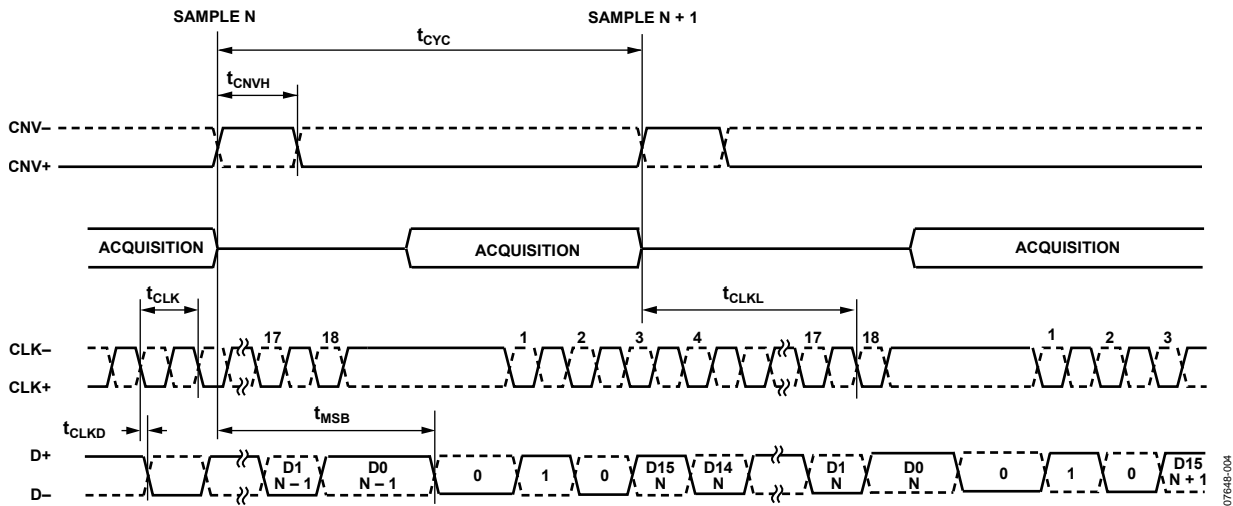 SAMPLE N
SAMPLE N + 1
tCYC
tCNVH
CNV–
CNV+
ACQUISITION
ACQUISITION
ACQUISITION
tCLK
tCLKL
17
18
1
2
3
4
17
18
1
2
3
CLK–
CLK+
tCLKD
tMSB
D+
D–
D1
N – 1
D0
N – 1
0
1
0
D15
N
D14
N
D1
N
D0
N
0
1
0
D15
N + 1
07648-004